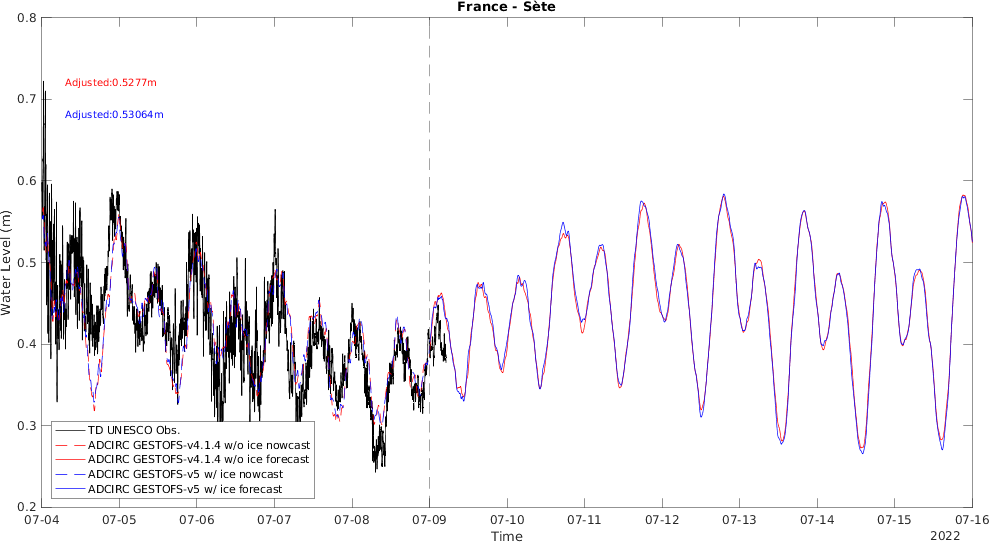 France - Sète
0.8
0.7
0.6
0.5
0.4
0.3
0.2
Water Level (m)
Adjusted:0.5277m
Adjusted:0.53064m
TD UNESCO Obs.
ADCIRC GESTOFS-v4.1.4 w/o ice nowcast
ADCIRC GESTOFS-v4.1.4 w/o ice forecast
ADCIRC GESTOFS-v5 w/ ice nowcast
ADCIRC GESTOFS-v5 w/ ice forecast
07-04 07-05 07-06 07-07 07-08 07-09 07-10 07-11 07-12 07-13 07-14 07-15 07-16
Time
2022